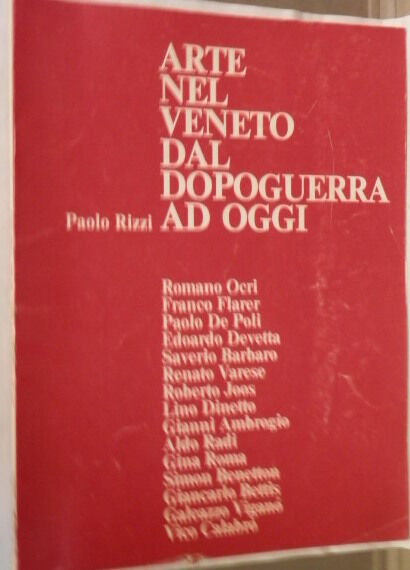 ARTE
NEL
VENETO
DAL
DOPOGUERRA
Paolo Rizzi AD OGGI
Romano Ocri
Franco Flarer
Paolo De Poli
Edoardo Devetta
Saverio Barbaro
Renato Varese
Roberto Joos
Lino Dinetto
Gianni Ambrogio
Aldo Radi
Gina Roma
Simon Benetton
Giancarlo
Galeazzo Viganò
Vico Calabrò